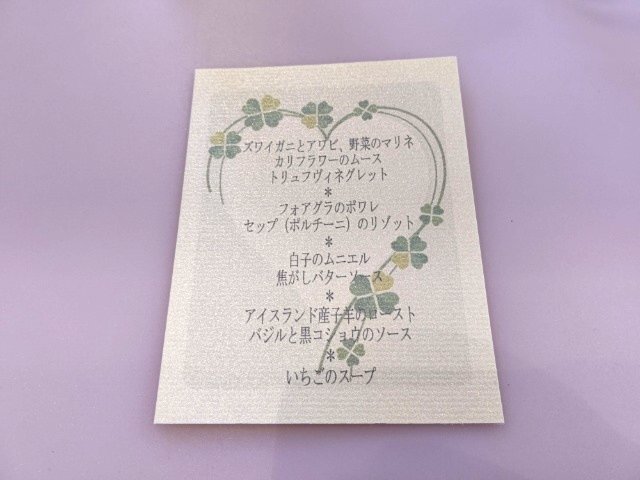 ズワイガニとアワビ、野菜のマリネ
カリフラワーのムース
トリュフヴィネグレット
*
フォアグラのポワレ
セップ（ポルチーニ）のリゾット
*
白子のムニエル
焦がしバターソース
*
アイスランド産子羊のロースト
バジルと黒コショウのソース
*
いちごのスープ